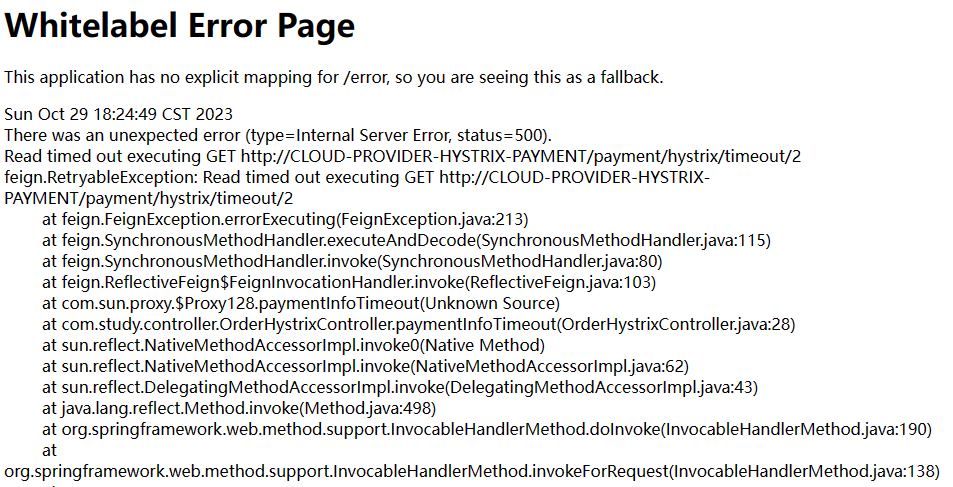 Whitelabel Error Page
This application has no explicit mapping for /error, so you are seeing this as a fallback.
Sun Oct 29 18:24:49 CST 2023
There was an unexpected error (type=Internal Server Error, status=500).
Read timed out executing GET http://CLOUD-PROVIDER-HYSTRIX-PAYMENT/payment/hystrix/timeout/2
feign.RetryableException: Read timed out executing GET http://CLOUD-PROVIDER-HYSTRIX-
PAYMENT/payment/hystrix/timeout/2
at feign.FeignException.errorExecuting(FeignException.java:213)
at feign.SynchronousMethodHandler.executeAndDecode(SynchronousMethodHandler.java:115)
at feign.SynchronousMethodHandler.invoke(SynchronousMethodHandler.java:80)
at feign.ReflectiveFeign$FeignInvocationHandler.invoke(ReflectiveFeign.java:103)
at com.sun.proxy.$Proxy128.paymentInfoTimeout(Unknown Source)
at com.study.controller.OrderHystrixController.paymentInfoTimeout(OrderHystrixController.java:28)
at sun.reflect.NativeMethodAccessorImpl.invoke0(Native Method)
at sun.reflect.NativeMethodAccessorImpl.invoke(NativeMethodAccessorImpl.java:62)
at sun.reflect.DelegatingMethodAccessorImpl.invoke(DelegatingMethodAccessorImpl.java:43)
at java.lang.reflect.Method.invoke(Method.java:498)
at org.springframework.web.method.support.InvocableHandlerMethod.doInvoke(InvocableHandlerMethod.java:190)
at
org.springframework.web.method.support.InvocableHandlerMethod.invokeForRequest(InvocableHandlerMethod.java:138)